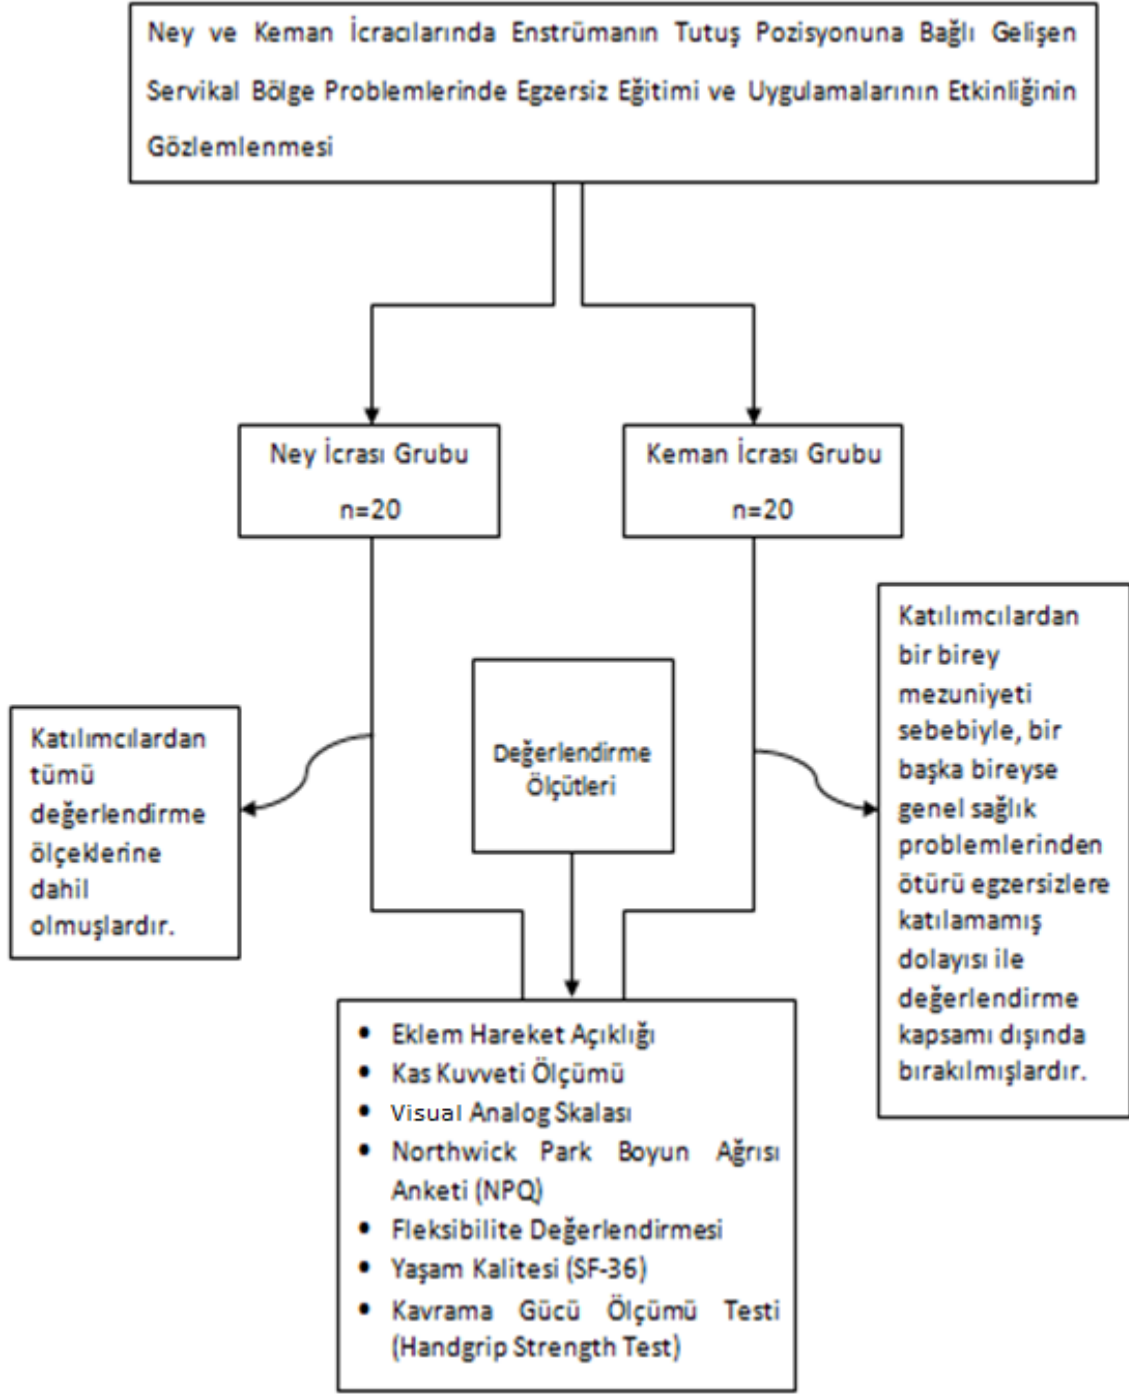 Ney ve Keman İcracılarında Enstrümanın Tutuş Pozisyonuna Bağlı Gelişen
Servikal Bölge Problemlerinde Egzersiz Eğitimi ve Uygulamalarının Etkinliğinin
Gözlemlenmesi
Ney İcrası Grubu
n=20
Keman İcrası Grubu
n=20
Katılımcılardan
tümü
değerlendirme
ölçeklerine
dahil
olmuşlardır.
Değerlendirme
Ölçütleri
Katılımcılardan
bir birey
mezuniyeti
sebebiyle, bir
başka bireyse
genel sağlık
problemlerinden
ötürü egzersizlere
katılamamış
dolayısı ile
değerlendirme
kapsamı dışında
bırakılmışlardır.
• Eklem Hareket Açıklığı
• Kas Kuvveti Ölçümü
• Visual Analog Skalası
• Northwick Park Boyun Ağrısı
Anketi (NPQ)
• Fleksibilite Değerlendirmesi
• Yaşam Kalitesi (SF-36)
• Kavrama Gücü Ölçümü Testi
(Handgrip Strength Test)